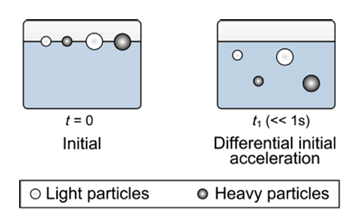 t = 0
Initial
t₁ (<< 1s)
Differential initial
acceleration
Light particles
Heavy particles